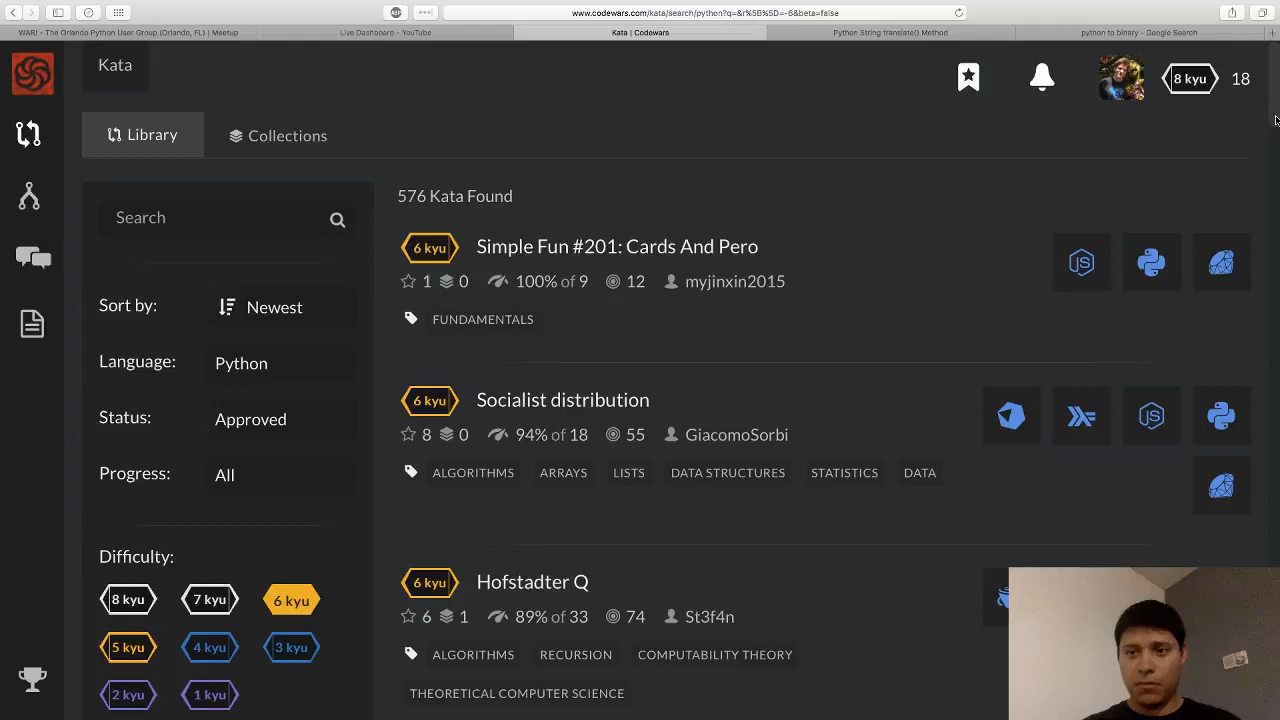 www.codewars.com/kata/search/python?q=&r%5B%5D=-6&beta=false
WAR! - The Orlando Python User Group (Orlando, FL) | Meetup
Live Dashboard - YouTube
Kata | Codewars
Python String translate() Method
python to binary - Google Search
Kata
8 kyu 18
Library
Collections
Search
576 Kata Found
6 kyu Simple Fun #201: Cards And Pero
1 0 100% of 9 12 myjinxin2015
FUNDAMENTALS
Sort by: Newest
Language: Python
Status: Approved
Progress: All
6 kyu Socialist distribution
8 0 94% of 18 55 GiacomoSorbi
ALGORITHMS ARRAYS LISTS DATA STRUCTURES STATISTICS DATA
Difficulty:
8 kyu 7 kyu 6 kyu
5 kyu 4 kyu 3 kyu
2 kyu 1 kyu
6 kyu Hofstadter Q
6 1 89% of 33 74 St3f4n
ALGORITHMS RECURSION COMPUTABILITY THEORY
THEORETICAL COMPUTER SCIENCE